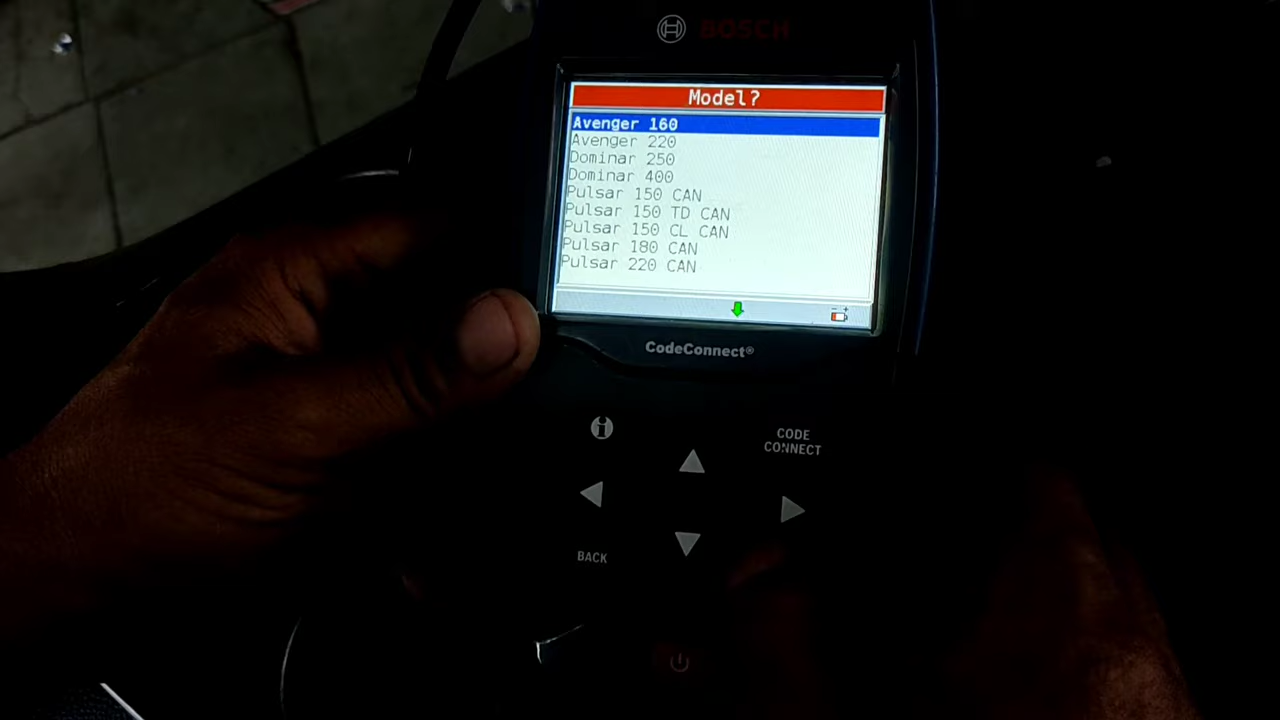 BOSCH
Model?
Avenger 160
Avenger 220
Dominar 250
Dominar 400
Pulsar 150 CAN
Pulsar 150 TD CAN
Pulsar 150 CL CAN
Pulsar 180 CAN
Pulsar 220 CAN
CodeConnect®
CODE
CONNECT
BACK